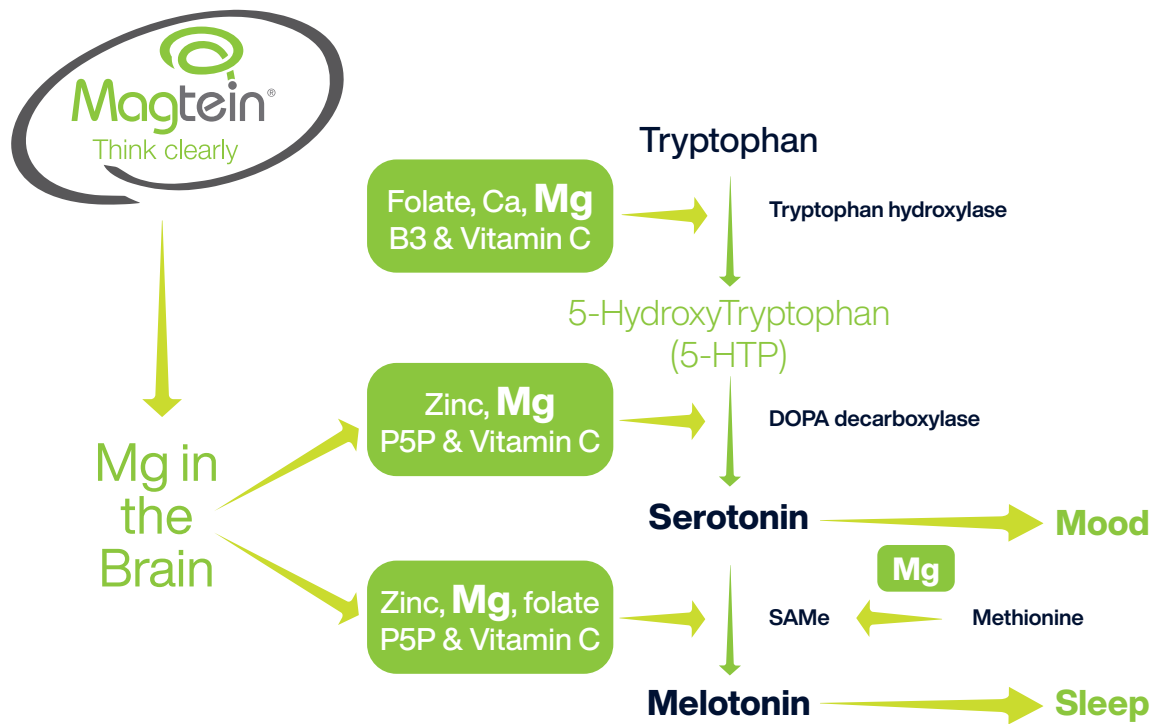 Magtein®
Think clearly
Tryptophan
Folate, Ca, Mg
B3 & Vitamin C
Tryptophan hydroxylase
5-HydroxyTryptophan
(5-HTP)
Zinc, Mg
P5P & Vitamin C
DOPA decarboxylase
Mg in
the
Brain
Serotonin
Mood
Mg
Zinc, Mg, folate
P5P & Vitamin C
SAMe
Methionine
Melotonin
Sleep